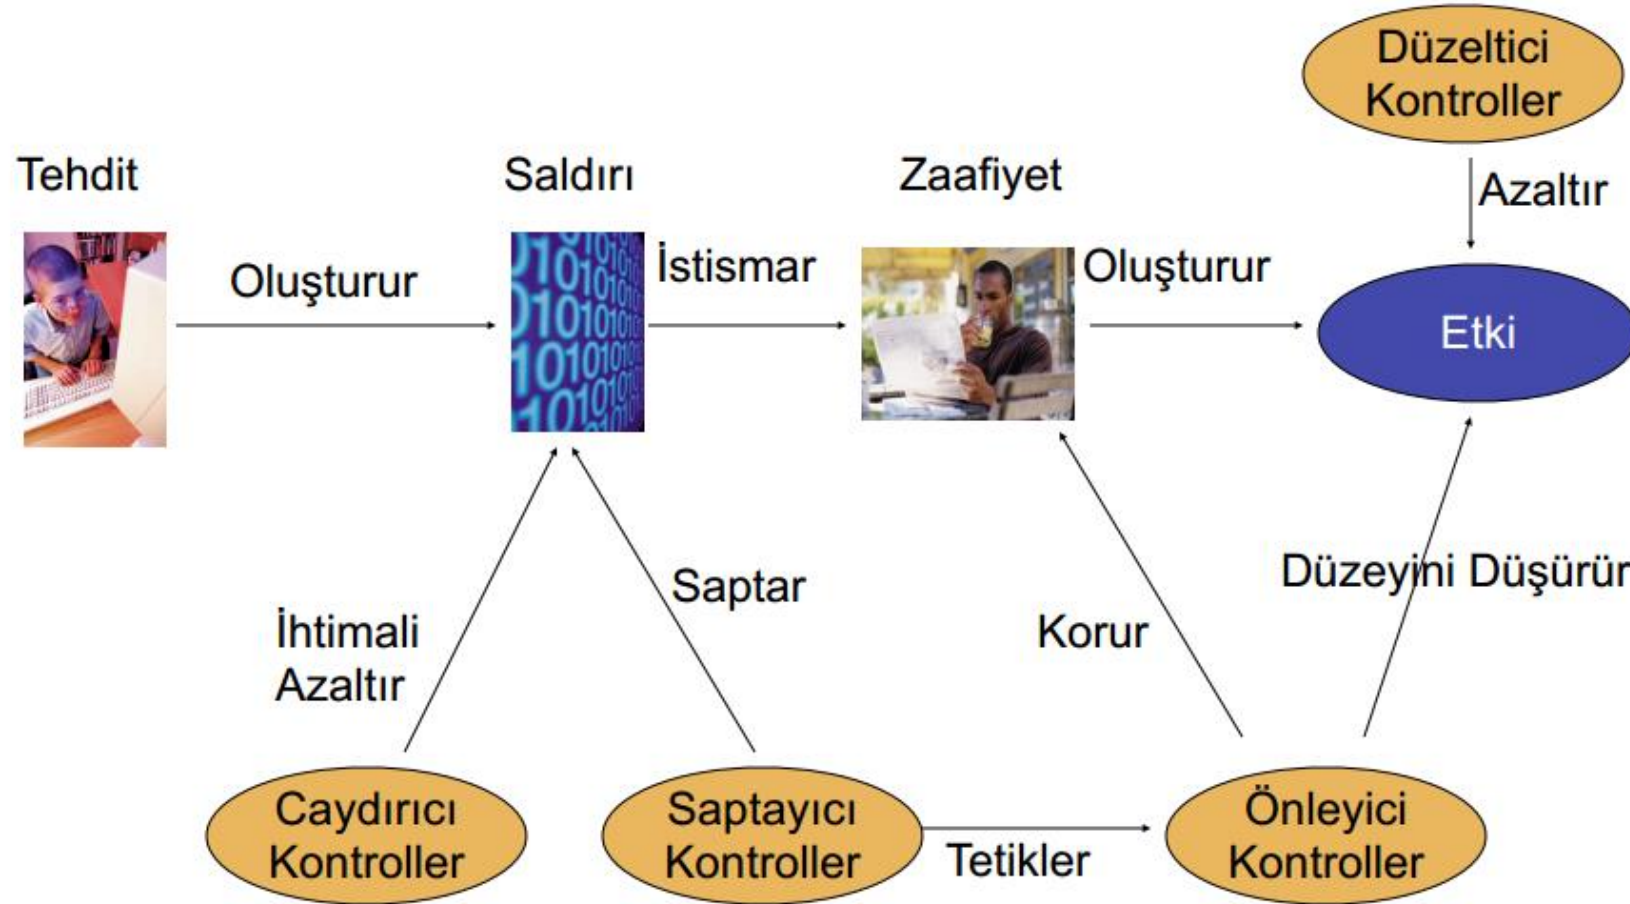 Düzeltici
Kontroller
Tehdit
Saldırı
Zaafiyet
Azaltır
Oluşturur
İstismar
Oluşturur
Etki
İhtimali
Azaltır
Saptar
Korur
Düzeyini Düşürür
Caydırıcı
Kontroller
Saptayıcı
Kontroller
Tetikler
Önleyici
Kontroller